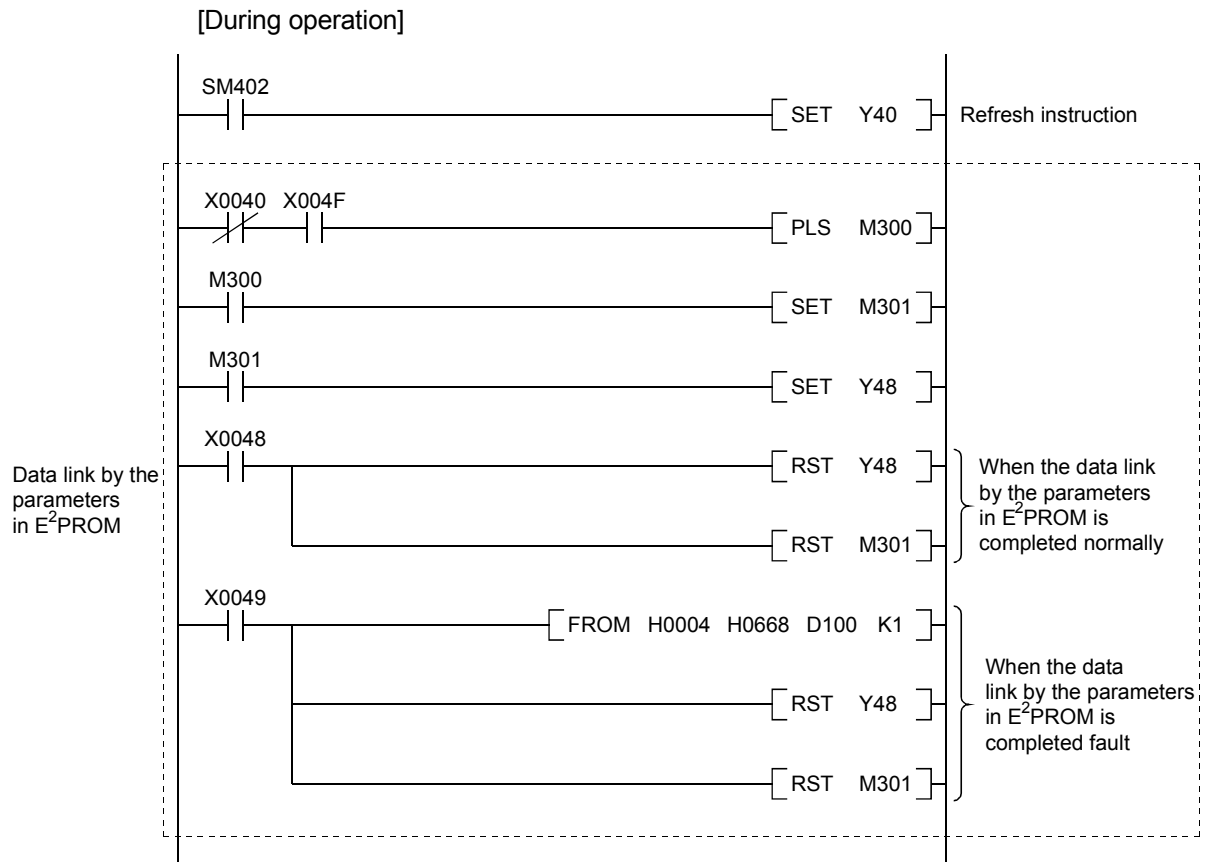 [During operation]
SM402
SET Y40 Refresh instruction
X0040 X004F
PLS M300
M300
SET M301
M301
SET Y48
X0048
RST Y48
RST M301
When the data link
by the parameters
in E²PROM is
completed normally
Data link by the
parameters
in E²PROM
X0049
FROM H0004 H0668 D100 K1
RST Y48
RST M301
When the data
link by the parameters
in E²PROM is
completed fault